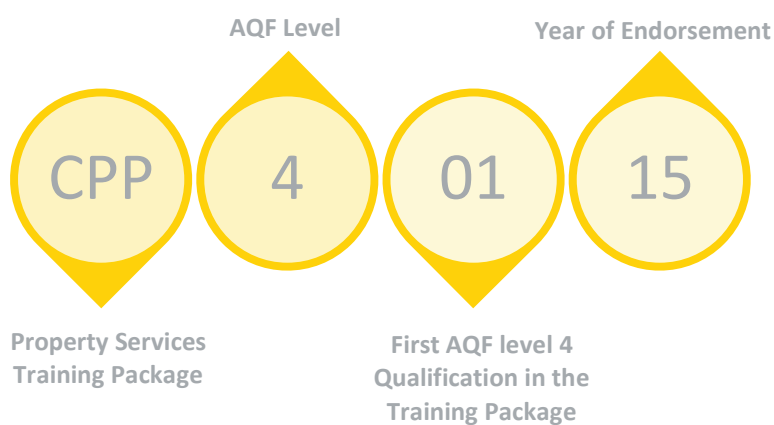 AQF Level
Year of Endorsement
CPP
4
01
15
Property Services
Training Package
First AQF level 4
Qualification in the
Training Package